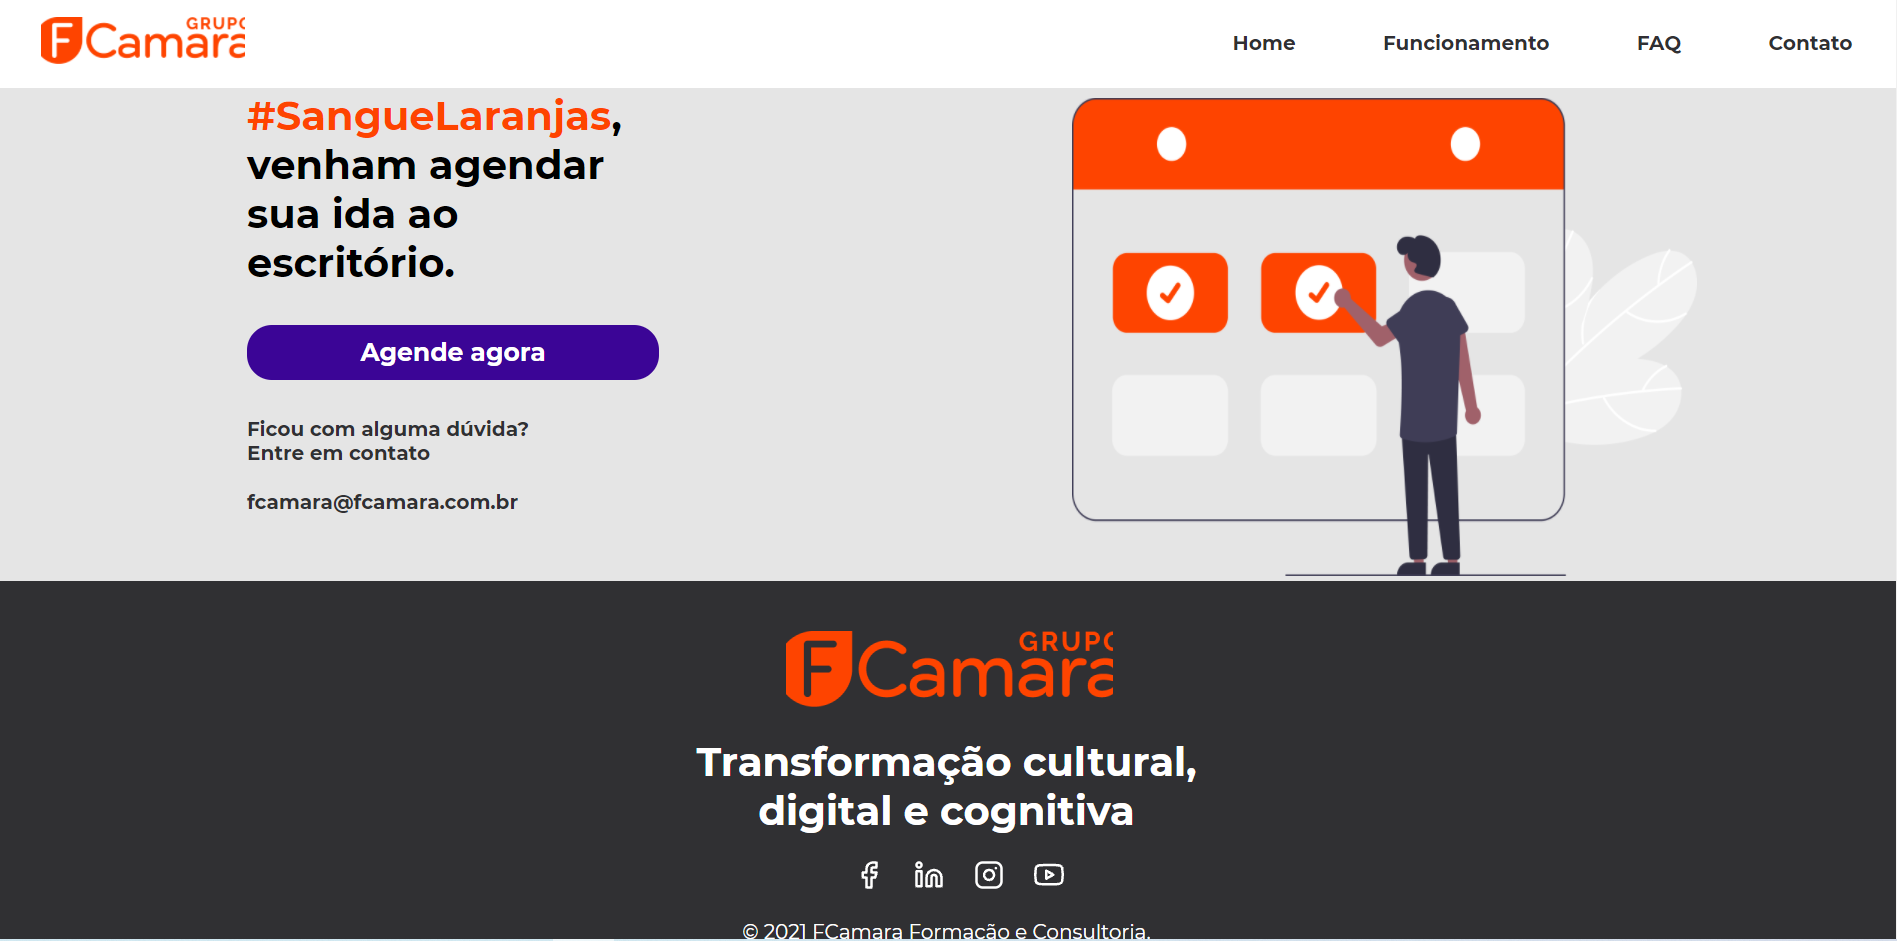 GRUPO
FCamara
Home Funcionamento FAQ Contato
#SangueLaranjas,
venham agendar
sua ida ao
escritório.
Agende agora
Ficou com alguma dúvida?
Entre em contato
fcamara@fcamara.com.br
GRUPO
FCamara
Transformação cultural,
digital e cognitiva
© 2021 FCamara Formação e Consultoria.